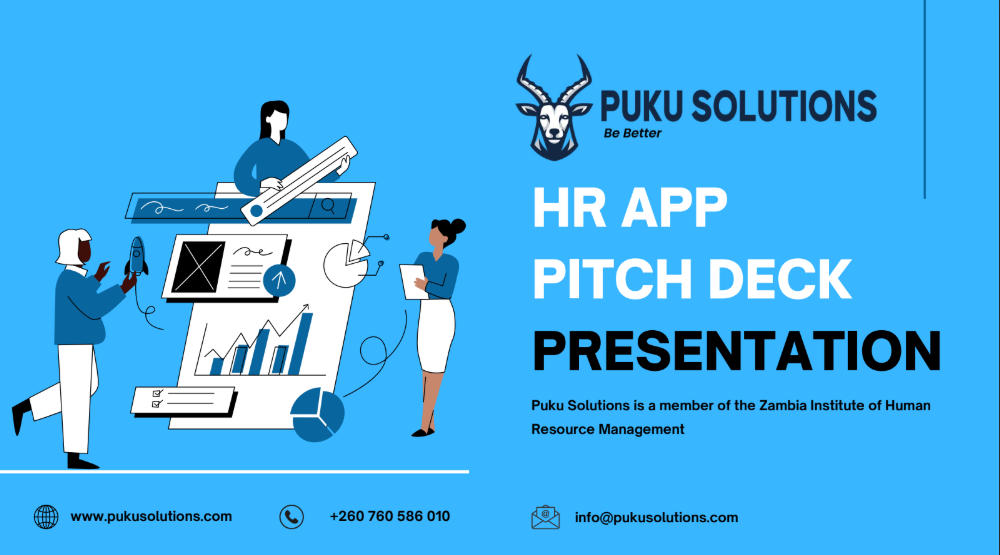 PUKU SOLUTIONS
Be Better
HR APP
PITCH DECK
PRESENTATION
Puku Solutions is a member of the Zambia Institute of Human
Resource Management
www.pukusolutions.com
+260 760 586 010
info@pukusolutions.com